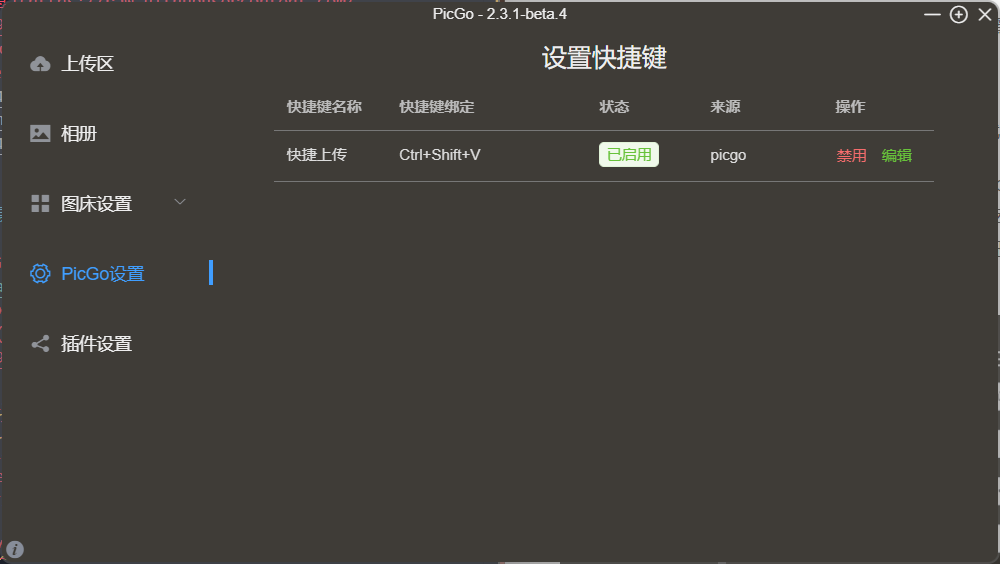 PicGo - 2.3.1-beta.4
上传区
相册
图床设置
PicGo设置
插件设置
设置快捷键
快捷键名称 快捷键绑定 状态 来源 操作
快捷上传 Ctrl+Shift+V 已启用 picgo 禁用 编辑